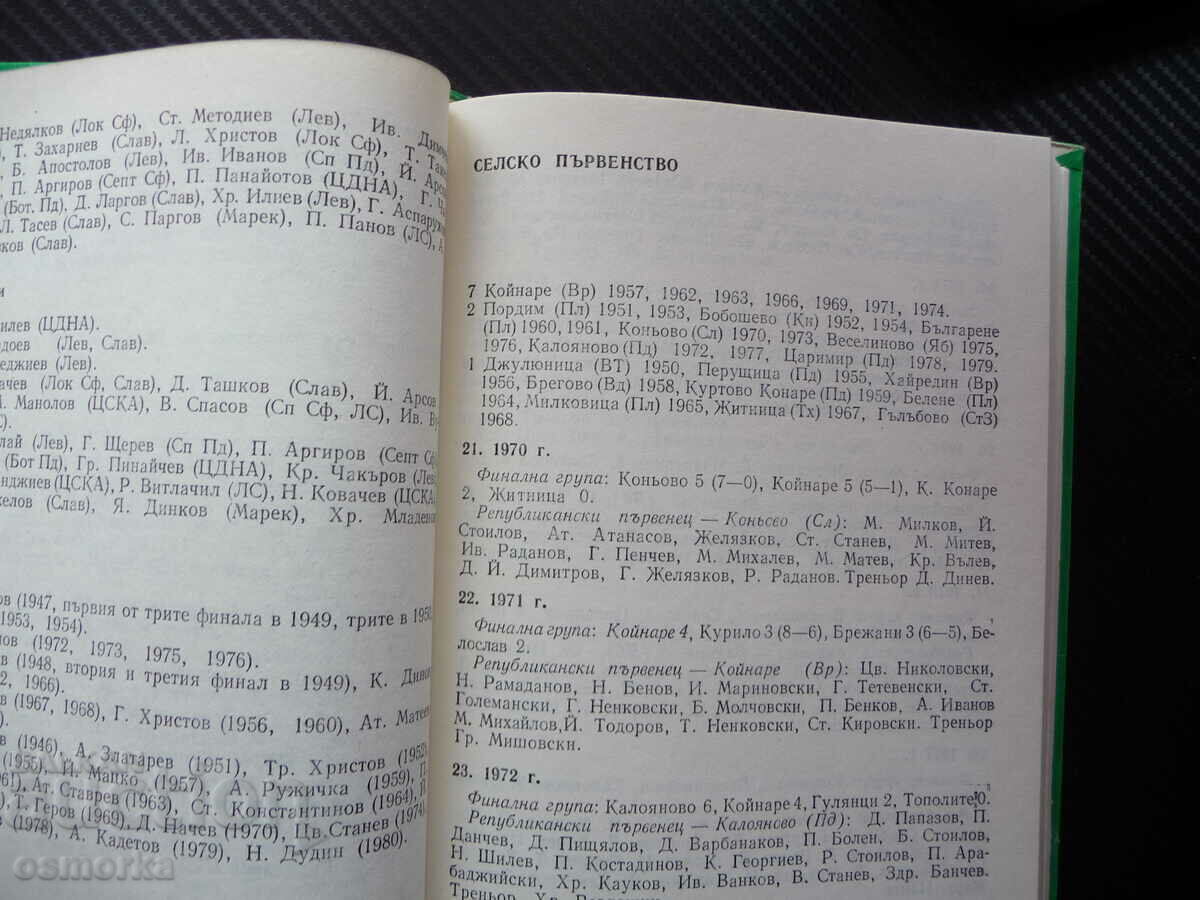 Недялков (Лок Сф), Ст. Методиев (Лев), Ив.
Т. Захариев (Слав), Л. Христов (Лок Сф), Т.
Б. Апостолов (Лев), Ив. Иванов (Сп Пд), Й.
П. Аргиров (Септ Сф), П. Панайотов (ЦДНА), Г.
(Бот. Пд). Д. Ларгов (Слав), Хр. Илиев (Лев), Г.
Л. Тасев (Слав), С. Паргов (Марек), П. Панов (ЛС),
ков (Слав).
и
илев (ЦДНА).
доев (Лев, Слав).
еджиев (Лев).
ачев (Лок Сф, Слав), Д. Ташков (Слав), Й. Арсов
М. Манолов (ЦСКА), В. Спасов (Сп Сф, ЛС), Ив.
лай (Лев), Г. Щерев (Сп Пд), П. Аргиров (Септ Сф)
(Бот Пд), Гр. Пинайчев (ЦДНА), Кр. Чакъров (Лев
нджиев (ЦСКА), Р. Витлачил (ЛС), Н. Ковачев (ЦСКА
келов (Слав), Я. Динков (Марек), Хр.
ов (1947, първия от трите финала в 1949, трите в
1953, 1954).
лов (1972, 1973, 1975, 1976).
в (1948, втория и третия финал в 1949), К.
2, 1966).
ев (1967, 1968), Г. Христов (1956, 1960), Ат.
в (1946), А. Златарев (1951), Тр. Христов (1952),
(1955), Й. Мапко (1957), А. Ружичка (1959),
Ат. Ставрев (1963), Ст. Константинов (1964),
Т. Геров (1969), Д. Начев (1970), Цв. Станев (1974),
1978), А. Кадетов (1979), Н. Дудин (1980).
СЕЛСКО ПЪРВЕНСТВО
7 Койнаре (Вр) 1957, 1962, 1963, 1966, 1969, 1971, 1974.
2 Пордим (Пл) 1951, 1953, Бобошево (Кн) 1952, 1954, Българене
(Пл) 1960, 1961, Коньово (Сл) 1970, 1973, Веселиново (Яб) 1975,
1976, Калояново (Пд) 1972, 1977, Царимир (Пд) 1978, 1979.
1 Джулюница (ВТ) 1950, Перущица (Пд) 1955, Хайредин (Вр)
1956, Брегово (Вд) 1958, Куртово Конаре (Пд) 1959, Белене (Пл)
1964, Милковица (Пл) 1965, Житница (Тх) 1967, Гълъбово (СтЗ)
1968.
21. 1970 г.
Финална група: Коньово 5 (7—0), Койнаре 5 (5—1), К. Конаре
2, Житница 0.
Републикански първенец — Коньово (Сл): М. Милков, Й.
Стоилов, Ат. Атанасов, Желязков, Ст. Станев, М. Митев,
Ив. Раданов, Г. Пенчев, М. Михалев, М. Матев, Кр. Вълев,
Д. Й. Димитров, Г. Желязков, Р. Раданов. Треньор Д. Динев.
22. 1971 г.
Финална група: Койнаре 4, Курило 3 (8—6), Брежани 3 (6—5), Бе-
лослав 2.
Републикански първенец — Койнаре (Вр): Цв. Николовски,
Н. Рамаданов, Н. Бенов, И. Мариновски, Г. Тетевенски, Ст.
Големански, Г. Ненковски, Б. Молчовски, П. Бенков, А. Иванов
М. Михайлов, Й. Тодоров, Т. Ненковски, Ст. Кировски. Треньор
Гр. Мишовски.
23. 1972 г.
Финална група: Калояново 6, Койнаре 4, Гулянци 2, Тополите 0.
Републикански първенец — Калояново (Пд): Д. Папазов, П.
Данчев, Д. Пищялов, Д. Варбанаков, П. Болен, Б. Стоилов,
Н. Шилев, П. Костадинов, К. Георгиев, Р. Стоилов, П. Ара-
баджийски, Хр. Кауков, Ив. Ванков, В. Станев, Здр. Банчев.
Треньор Хр.
osmorka